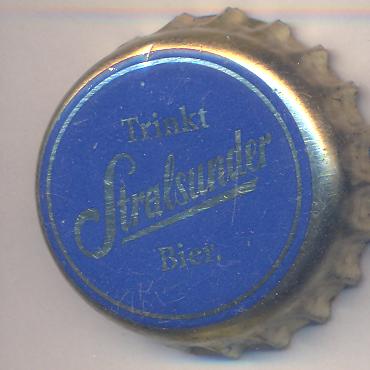 Trinkt
Stralsunder
Bier.